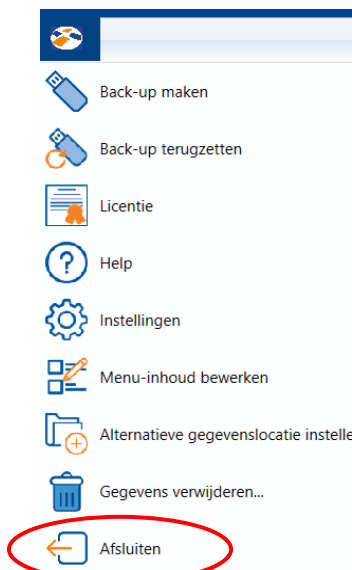 Back-up maken
Back-up terugzetten
Licentie
Help
Instellingen
Menu-inhoud bewerken
Alternatieve gegevenslocatie instelle
Gegevens verwijderen...
Afsluiten